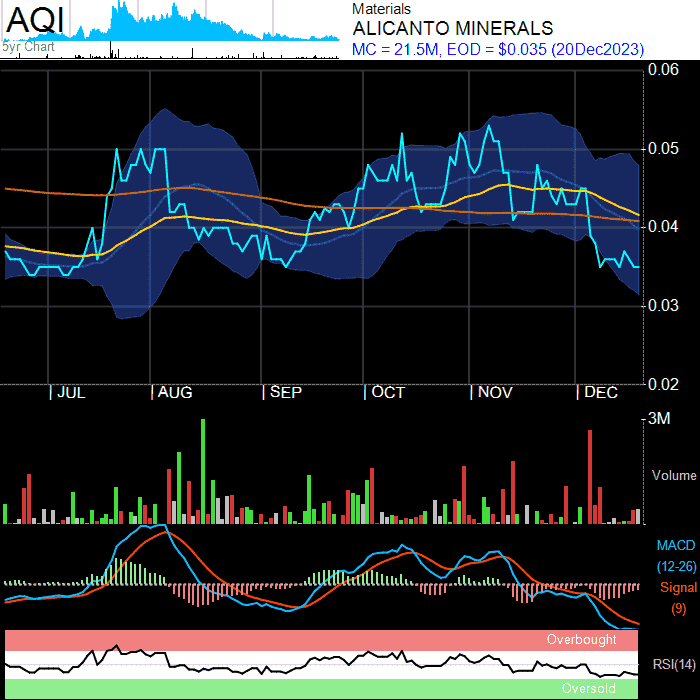 AQI
5yr Chart
Materials
ALICANTO MINERALS
MC = 21.5M, EOD = $0.035 (20Dec2023)
0.06
0.05
0.04
0.03
0.02
| JUL | AUG | SEP | OCT | NOV | DEC
3M
Volume
MACD
(12-26)
Signal
(9)
Overbought
RSI(14)
Oversold